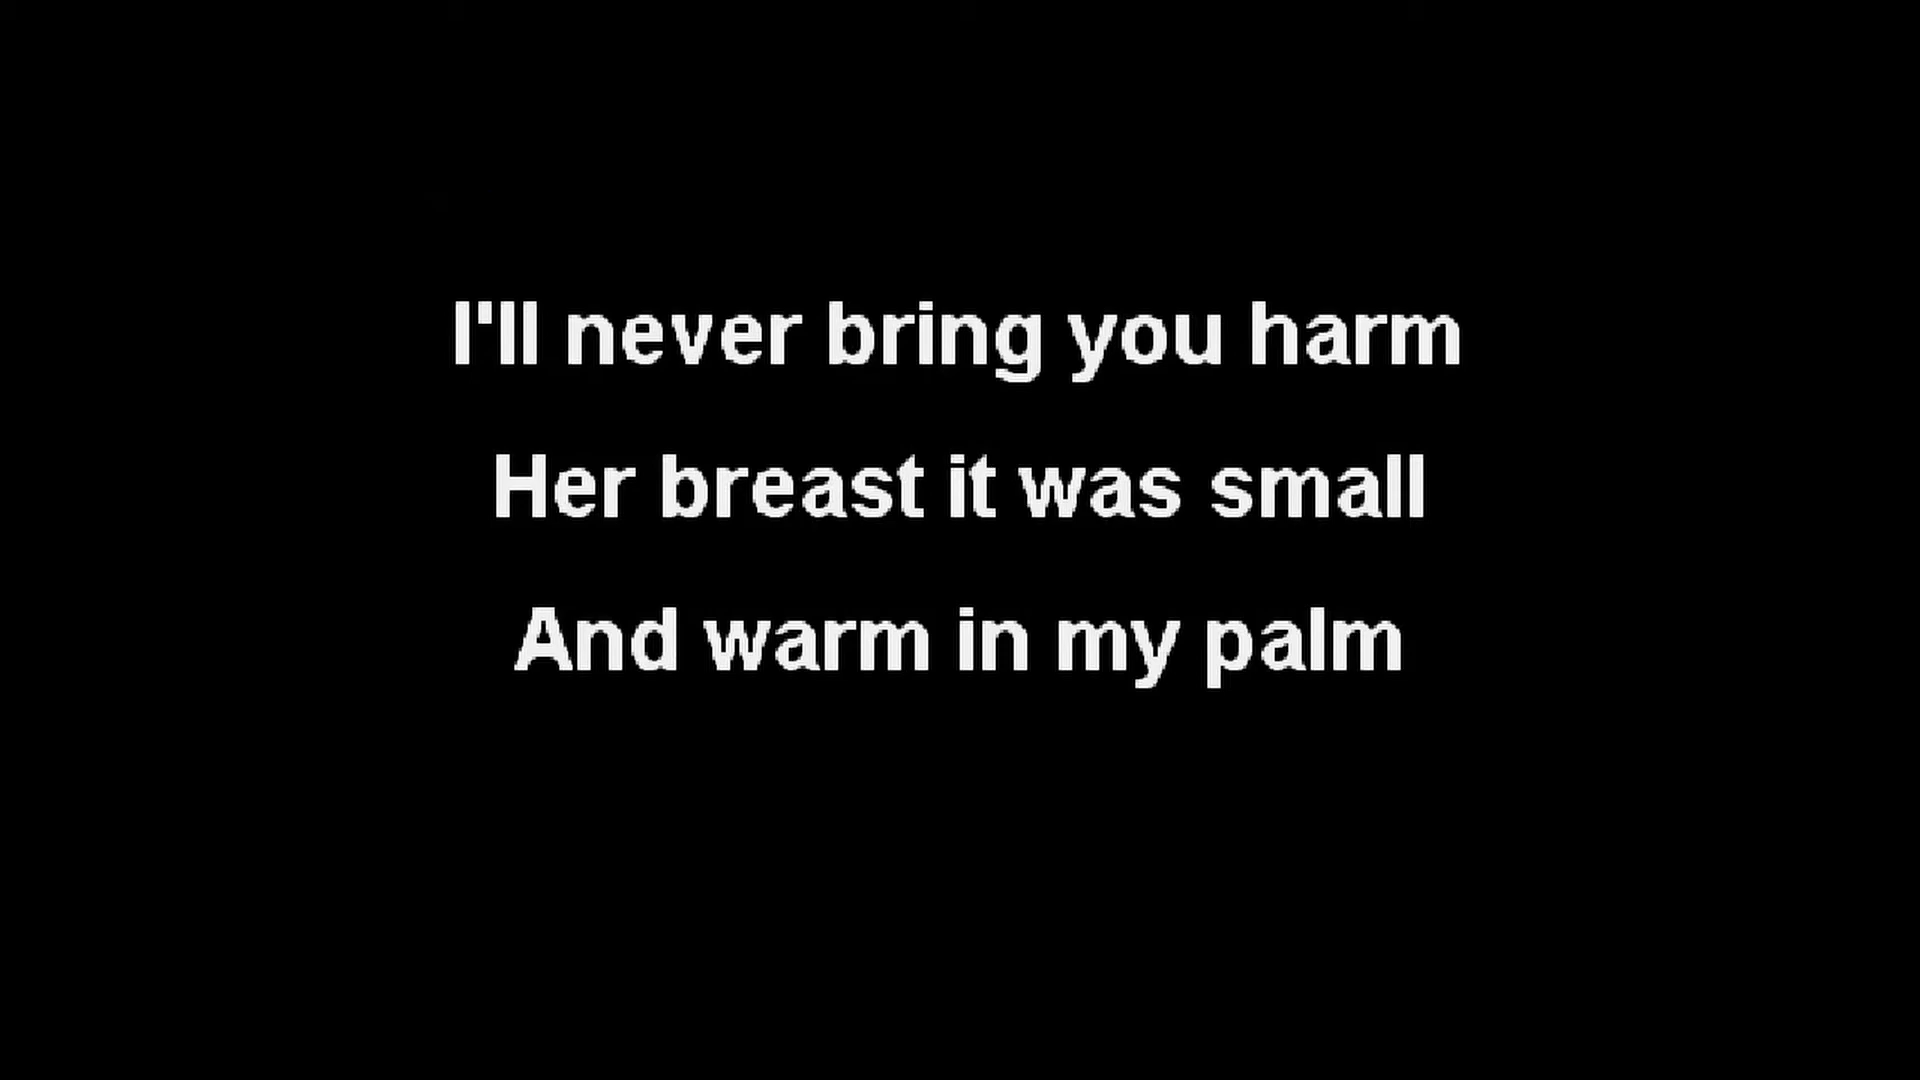 I'll never bring you harm
Her breast it was small
And warm in my palm